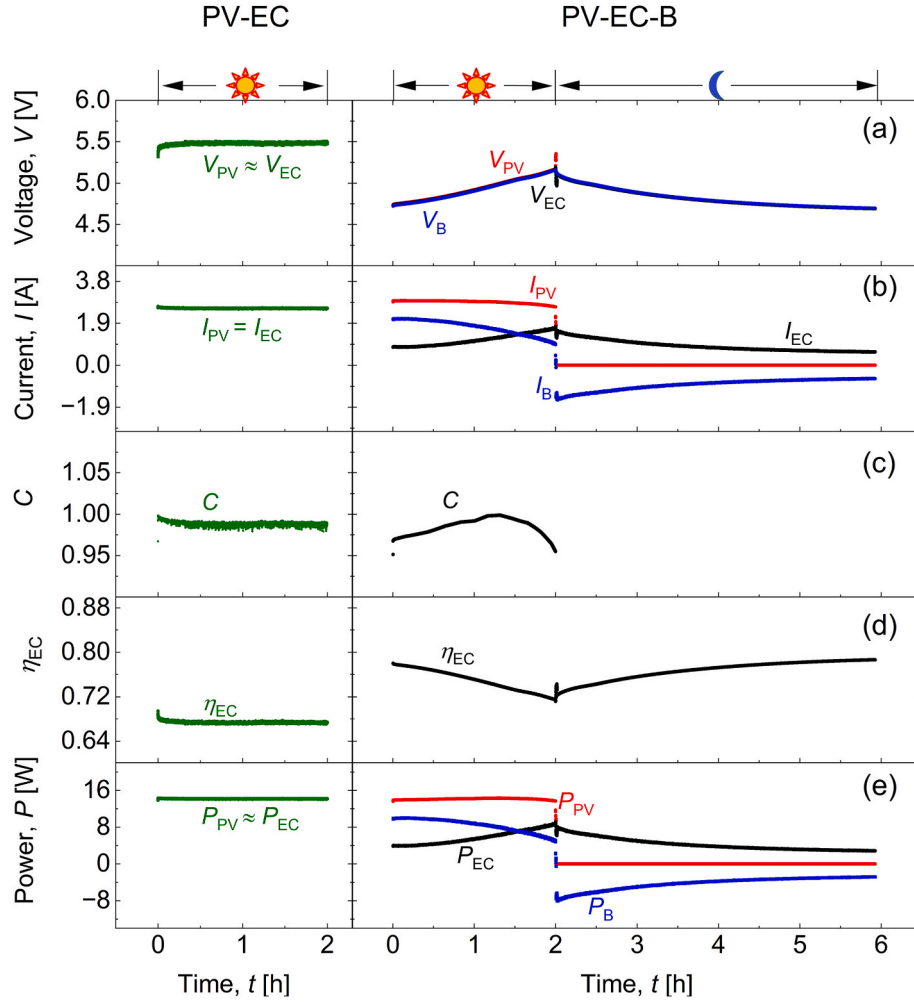 PV-EC
PV-EC-B
Voltage, V [V]
6.0
5.5
5.0
4.5
V_PV ≈ V_EC
V_PV
V_EC
V_B
(a)
Current, I [A]
3.8
1.9
0.0
−1.9
I_PV = I_EC
I_PV
I_EC
I_B
(b)
C
1.05
1.00
0.95
C
C
(c)
η_EC
0.88
0.80
0.72
0.64
η_EC
η_EC
(d)
Power, P [W]
16
8
0
−8
P_PV ≈ P_EC
P_PV
P_EC
P_B
(e)
0 1 2
0 1 2 3 4 5 6
Time, t [h]
Time, t [h]